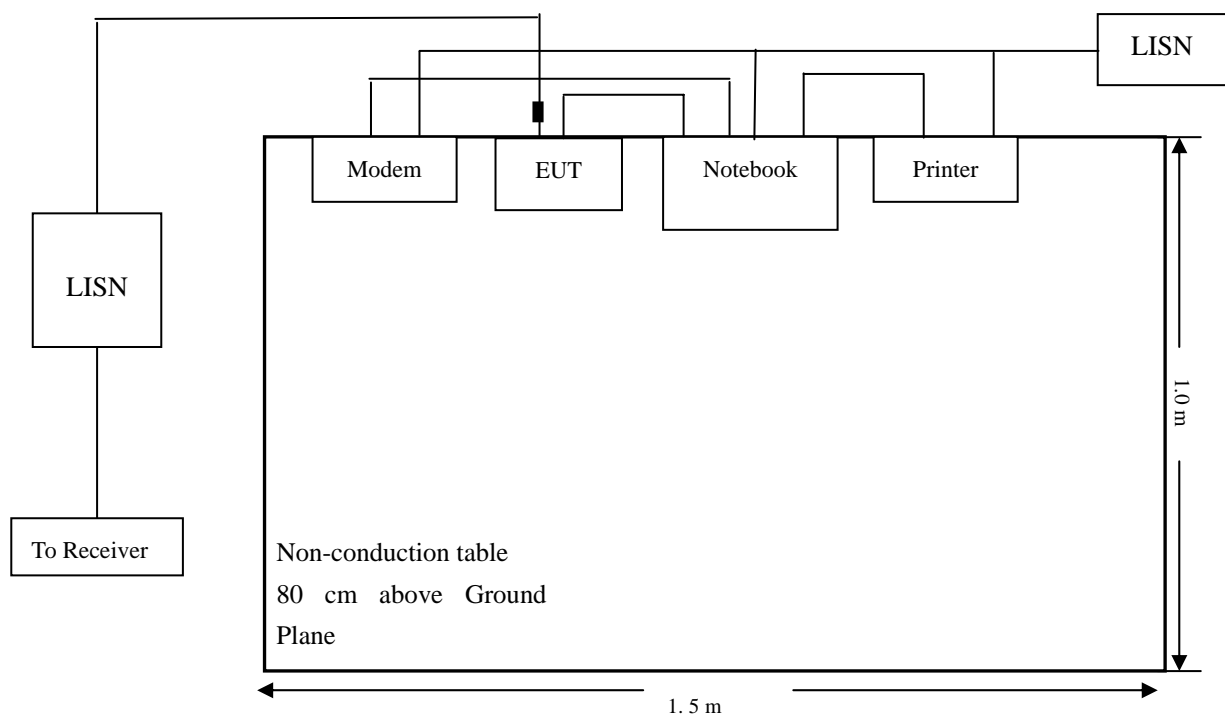 LISN
Modem
EUT
Notebook
Printer
LISN
To Receiver
1.0 m
Non-conduction table
80 cm above Ground
Plane
1. 5 m